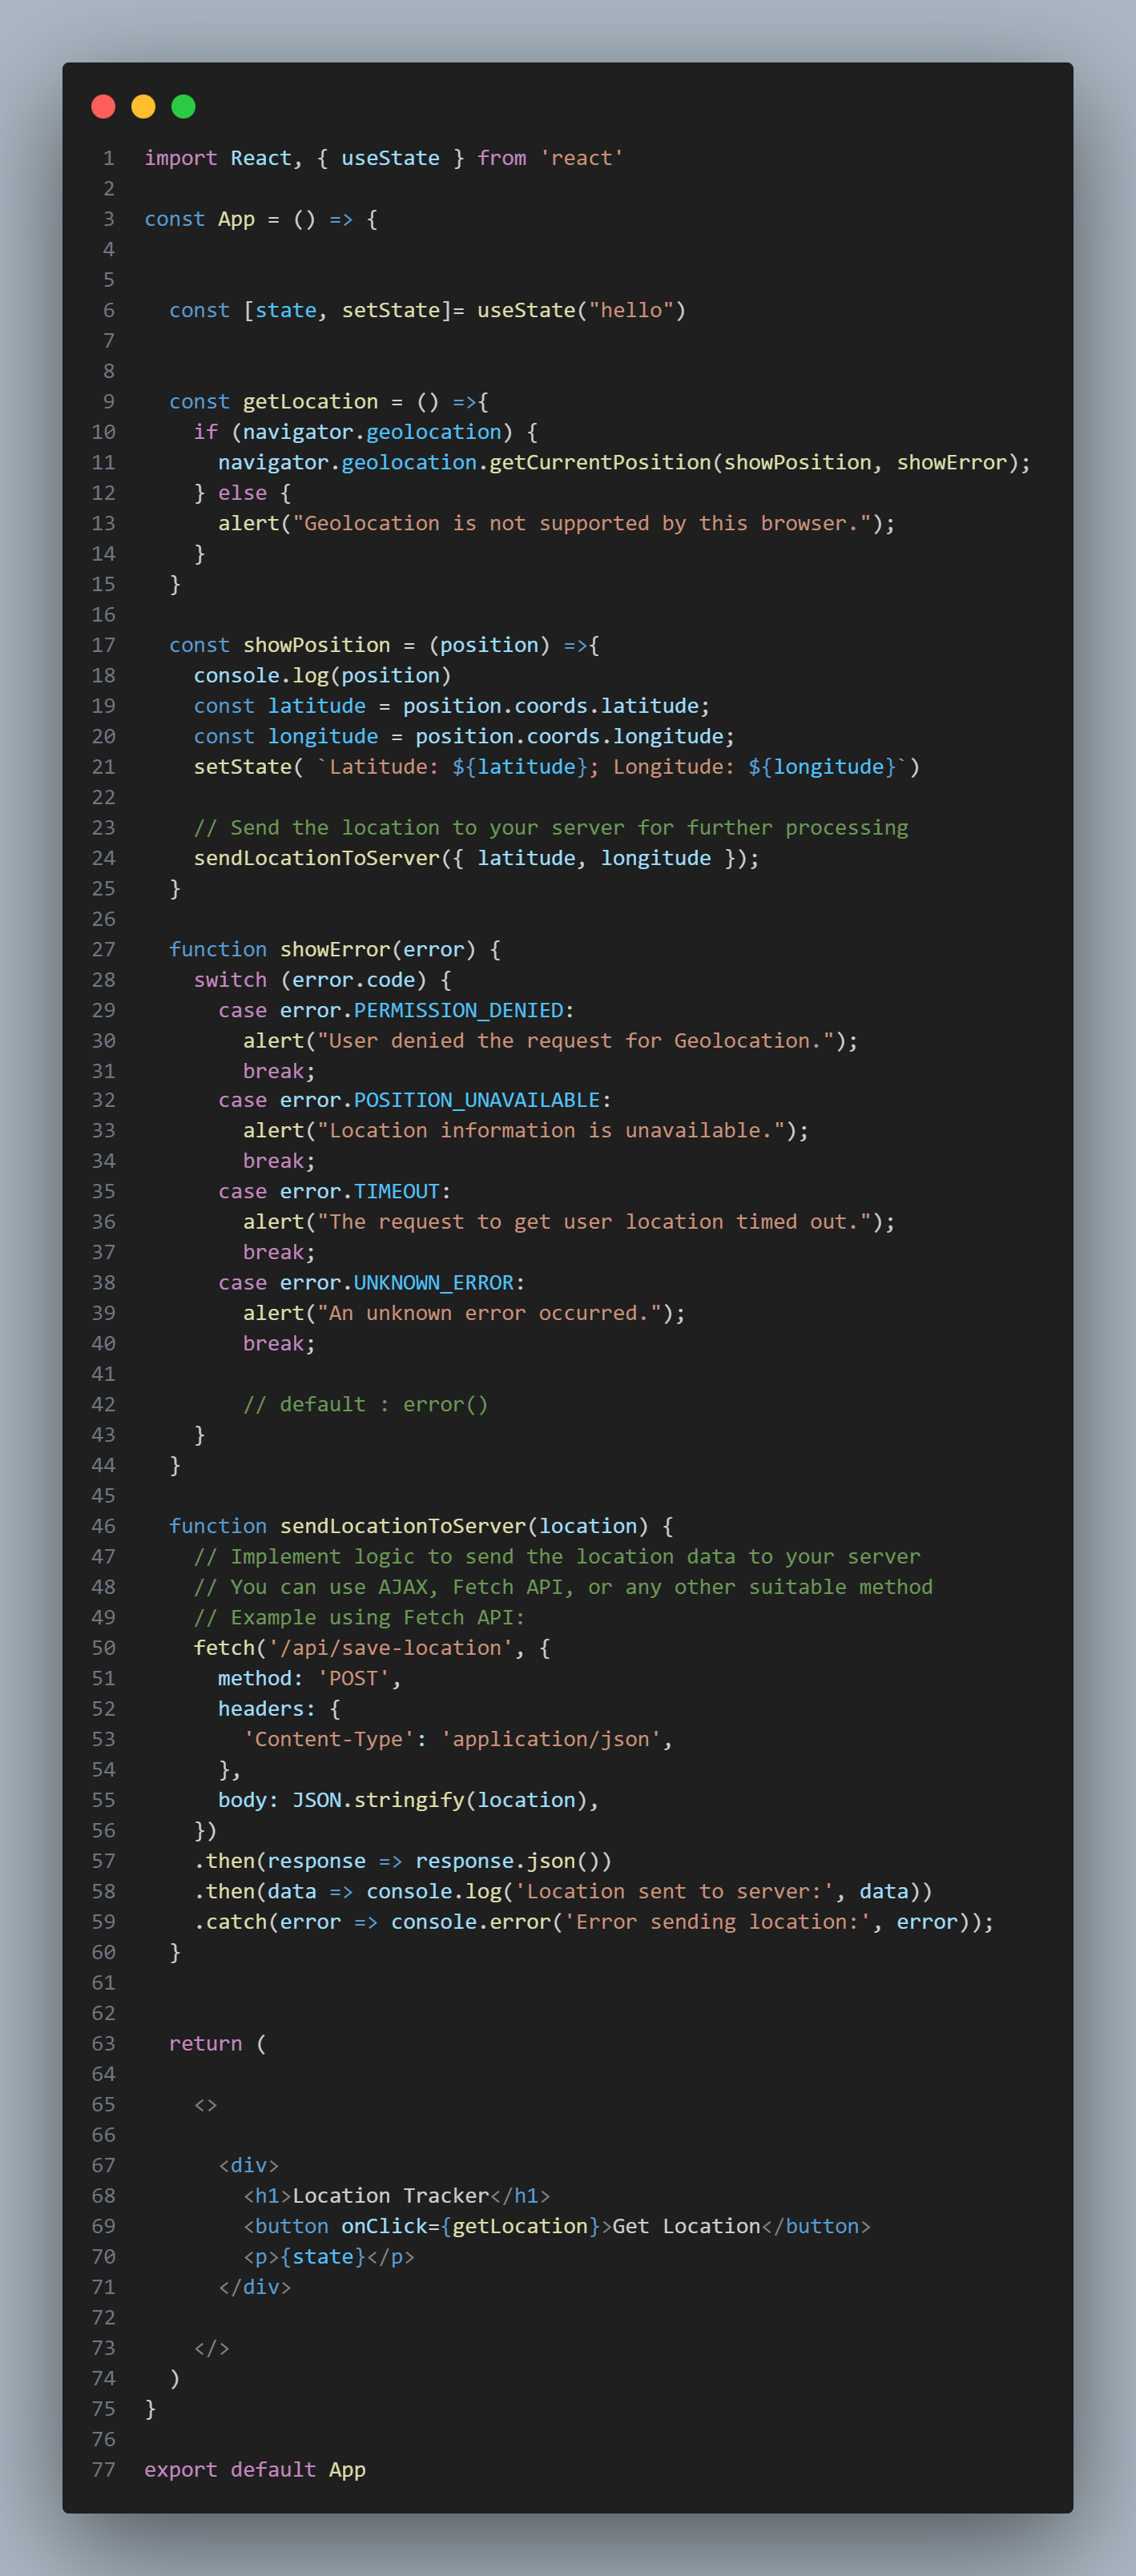 1 import React, { useState } from 'react'
2
3 const App = () => {
4
5
6   const [state, setState]= useState("hello")
7
8
9   const getLocation = () =>{
10     if (navigator.geolocation) {
11       navigator.geolocation.getCurrentPosition(showPosition, showError);
12     } else {
13       alert("Geolocation is not supported by this browser.");
14     }
15   }
16
17   const showPosition = (position) =>{
18     console.log(position)
19     const latitude = position.coords.latitude;
20     const longitude = position.coords.longitude;
21     setState( `Latitude: ${latitude}; Longitude: ${longitude}`)
22
23     // Send the location to your server for further processing
24     sendLocationToServer({ latitude, longitude });
25   }
26
27   function showError(error) {
28     switch (error.code) {
29       case error.PERMISSION_DENIED:
30         alert("User denied the request for Geolocation.");
31         break;
32       case error.POSITION_UNAVAILABLE:
33         alert("Location information is unavailable.");
34         break;
35       case error.TIMEOUT:
36         alert("The request to get user location timed out.");
37         break;
38       case error.UNKNOWN_ERROR:
39         alert("An unknown error occurred.");
40         break;
41
42         // default : error()
43     }
44   }
45
46   function sendLocationToServer(location) {
47     // Implement logic to send the location data to your server
48     // You can use AJAX, Fetch API, or any other suitable method
49     // Example using Fetch API:
50     fetch('/api/save-location', {
51       method: 'POST',
52       headers: {
53         'Content-Type': 'application/json',
54       },
55       body: JSON.stringify(location),
56     })
57     .then(response => response.json())
58     .then(data => console.log('Location sent to server:', data))
59     .catch(error => console.error('Error sending location:', error));
60   }
61
62
63   return (
64
65     <>
66
67       <div>
68         <h1>Location Tracker</h1>
69         <button onClick={getLocation}>Get Location</button>
70         <p>{state}</p>
71       </div>
72
73     </>
74   )
75 }
76
77 export default App